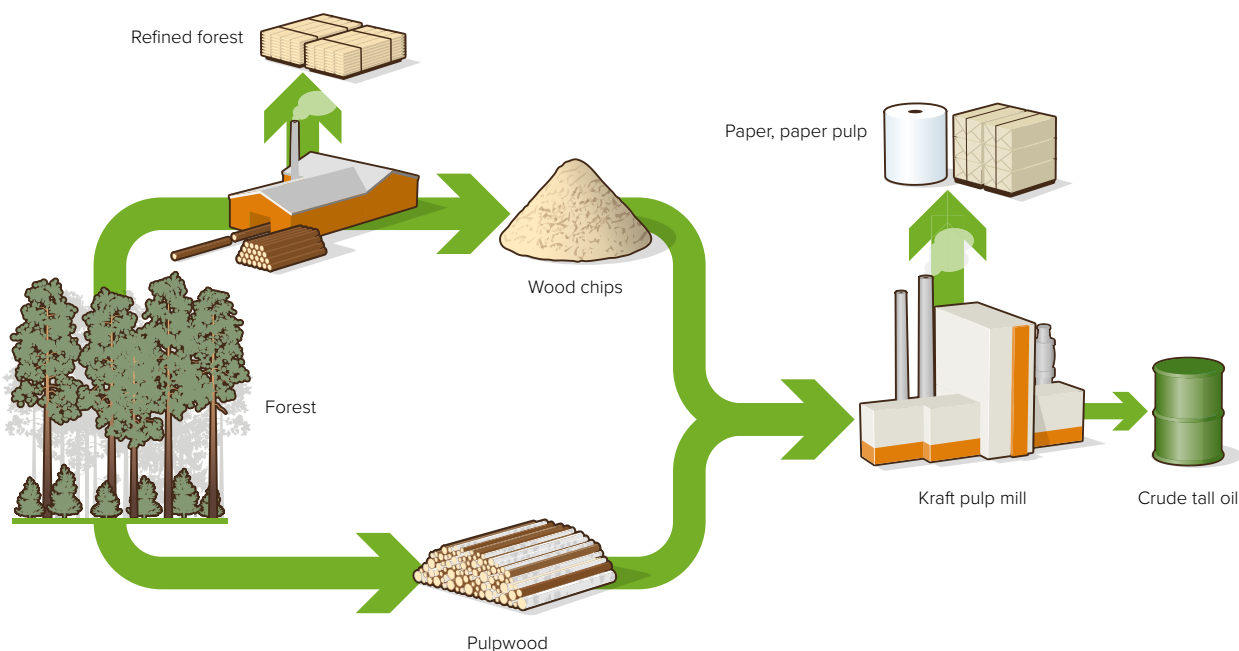 Refined forest
Paper, paper pulp
Wood chips
Forest
Kraft pulp mill
Crude tall oil
Pulpwood